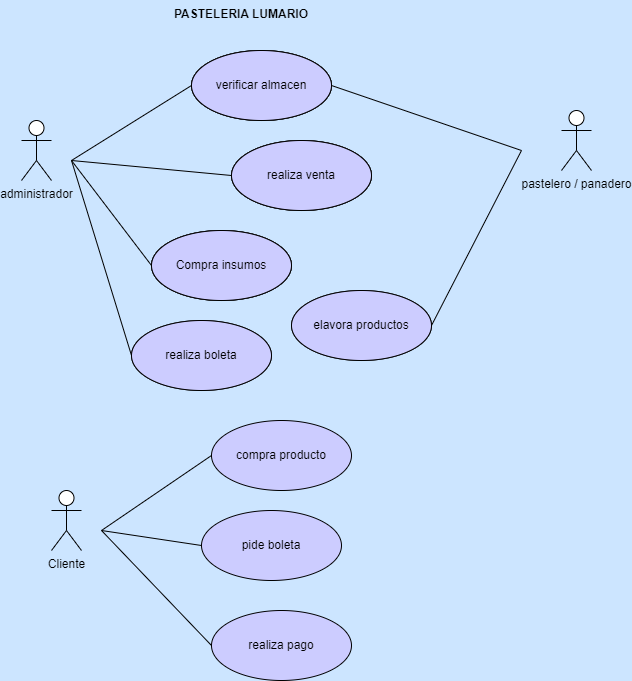 PASTELERIA LUMARIO
verificar almacen
realiza venta
administrador
pastelero / panadero
Compra insumos
elavora productos
realiza boleta
compra producto
pide boleta
Cliente
realiza pago